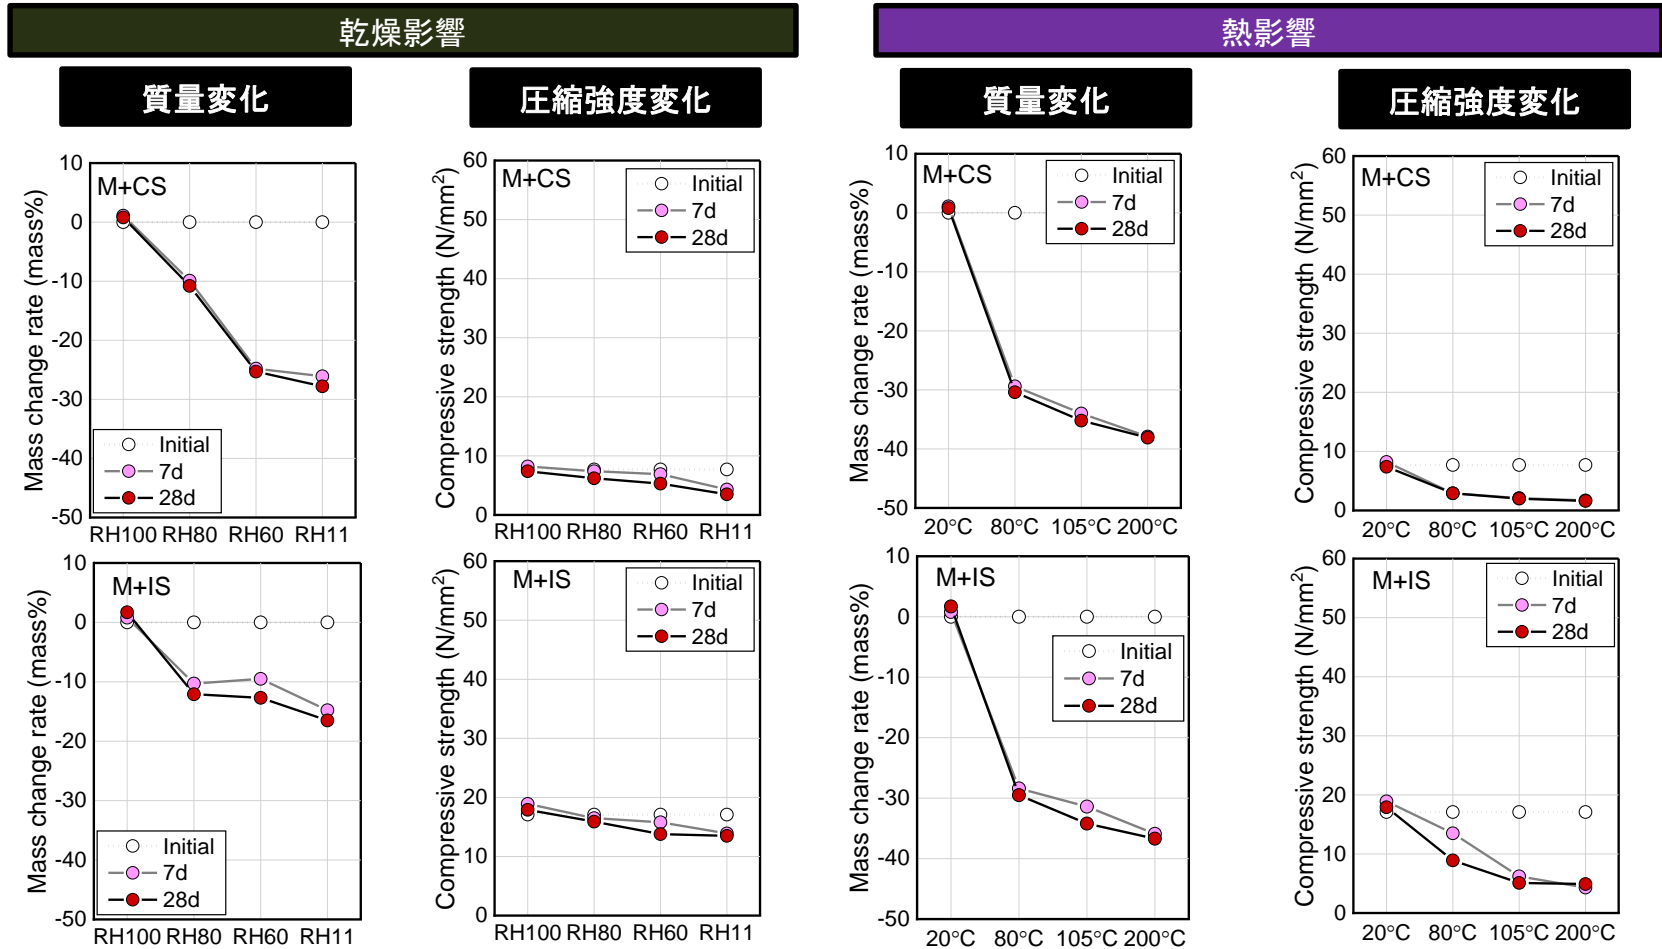 乾燥影響
熱影響
質量変化
圧縮強度変化
質量変化
圧縮強度変化
Mass change rate (mass%)
10
0
-10
-20
-30
-40
-50
M+CS
Initial
7d
28d
RH100 RH80 RH60 RH11
Compressive strength (N/mm²)
60
50
40
30
20
10
0
M+CS
Initial
7d
28d
RH100 RH80 RH60 RH11
Mass change rate (mass%)
10
0
-10
-20
-30
-40
-50
M+CS
Initial
7d
28d
20°C 80°C 105°C 200°C
Compressive strength (N/mm²)
60
50
40
30
20
10
0
M+CS
Initial
7d
28d
20°C 80°C 105°C 200°C
Mass change rate (mass%)
10
0
-10
-20
-30
-40
-50
M+IS
Initial
7d
28d
RH100 RH80 RH60 RH11
Compressive strength (N/mm²)
60
50
40
30
20
10
0
M+IS
Initial
7d
28d
RH100 RH80 RH60 RH11
Mass change rate (mass%)
10
0
-10
-20
-30
-40
-50
M+IS
Initial
7d
28d
20°C 80°C 105°C 200°C
Compressive strength (N/mm²)
60
50
40
30
20
10
0
M+IS
Initial
7d
28d
20°C 80°C 105°C 200°C